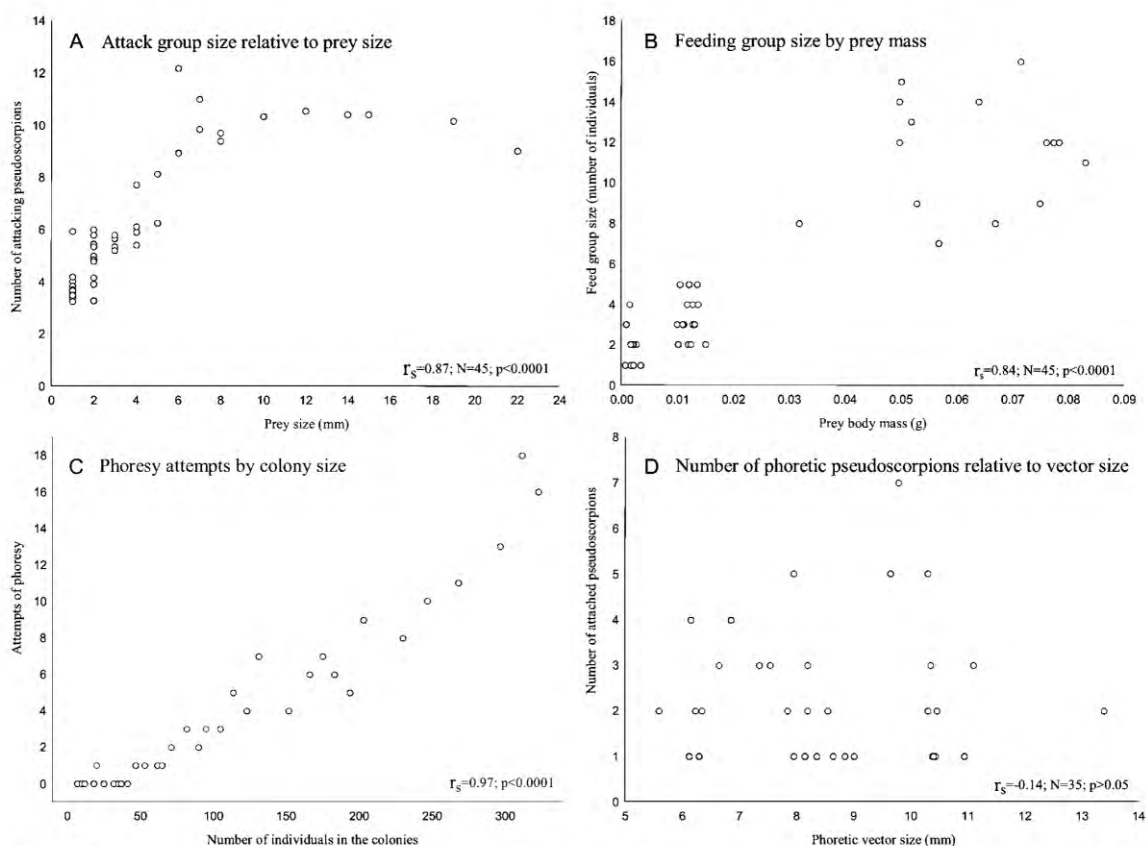 A Attack group size relative to prey size
14
12
10
8
6
4
2
0
Number of attacking pseudoscorpions
0 2 4 6 8 10 12 14 16 18 20 22 24
Prey size (mm)
rs=0.87; N=45; p<0.0001
B Feeding group size by prey mass
18
16
14
12
10
8
6
4
2
0
Feed group size (number of individuals)
0.00 0.01 0.02 0.03 0.04 0.05 0.06 0.07 0.08 0.09
Prey body mass (g)
rs=0.84; N=45; p<0.0001
C Phoresy attempts by colony size
18
16
14
12
10
8
6
4
2
0
Attempts of phoresy
0 50 100 150 200 250 300
Number of individuals in the colonies
rs=0.97; p<0.0001
D Number of phoretic pseudoscorpions relative to vector size
8
7
6
5
4
3
2
1
0
Number of attached pseudoscorpions
5 6 7 8 9 10 11 12 13 14
Phoretic vector size (mm)
rs=-0.14; N=35; p>0.05